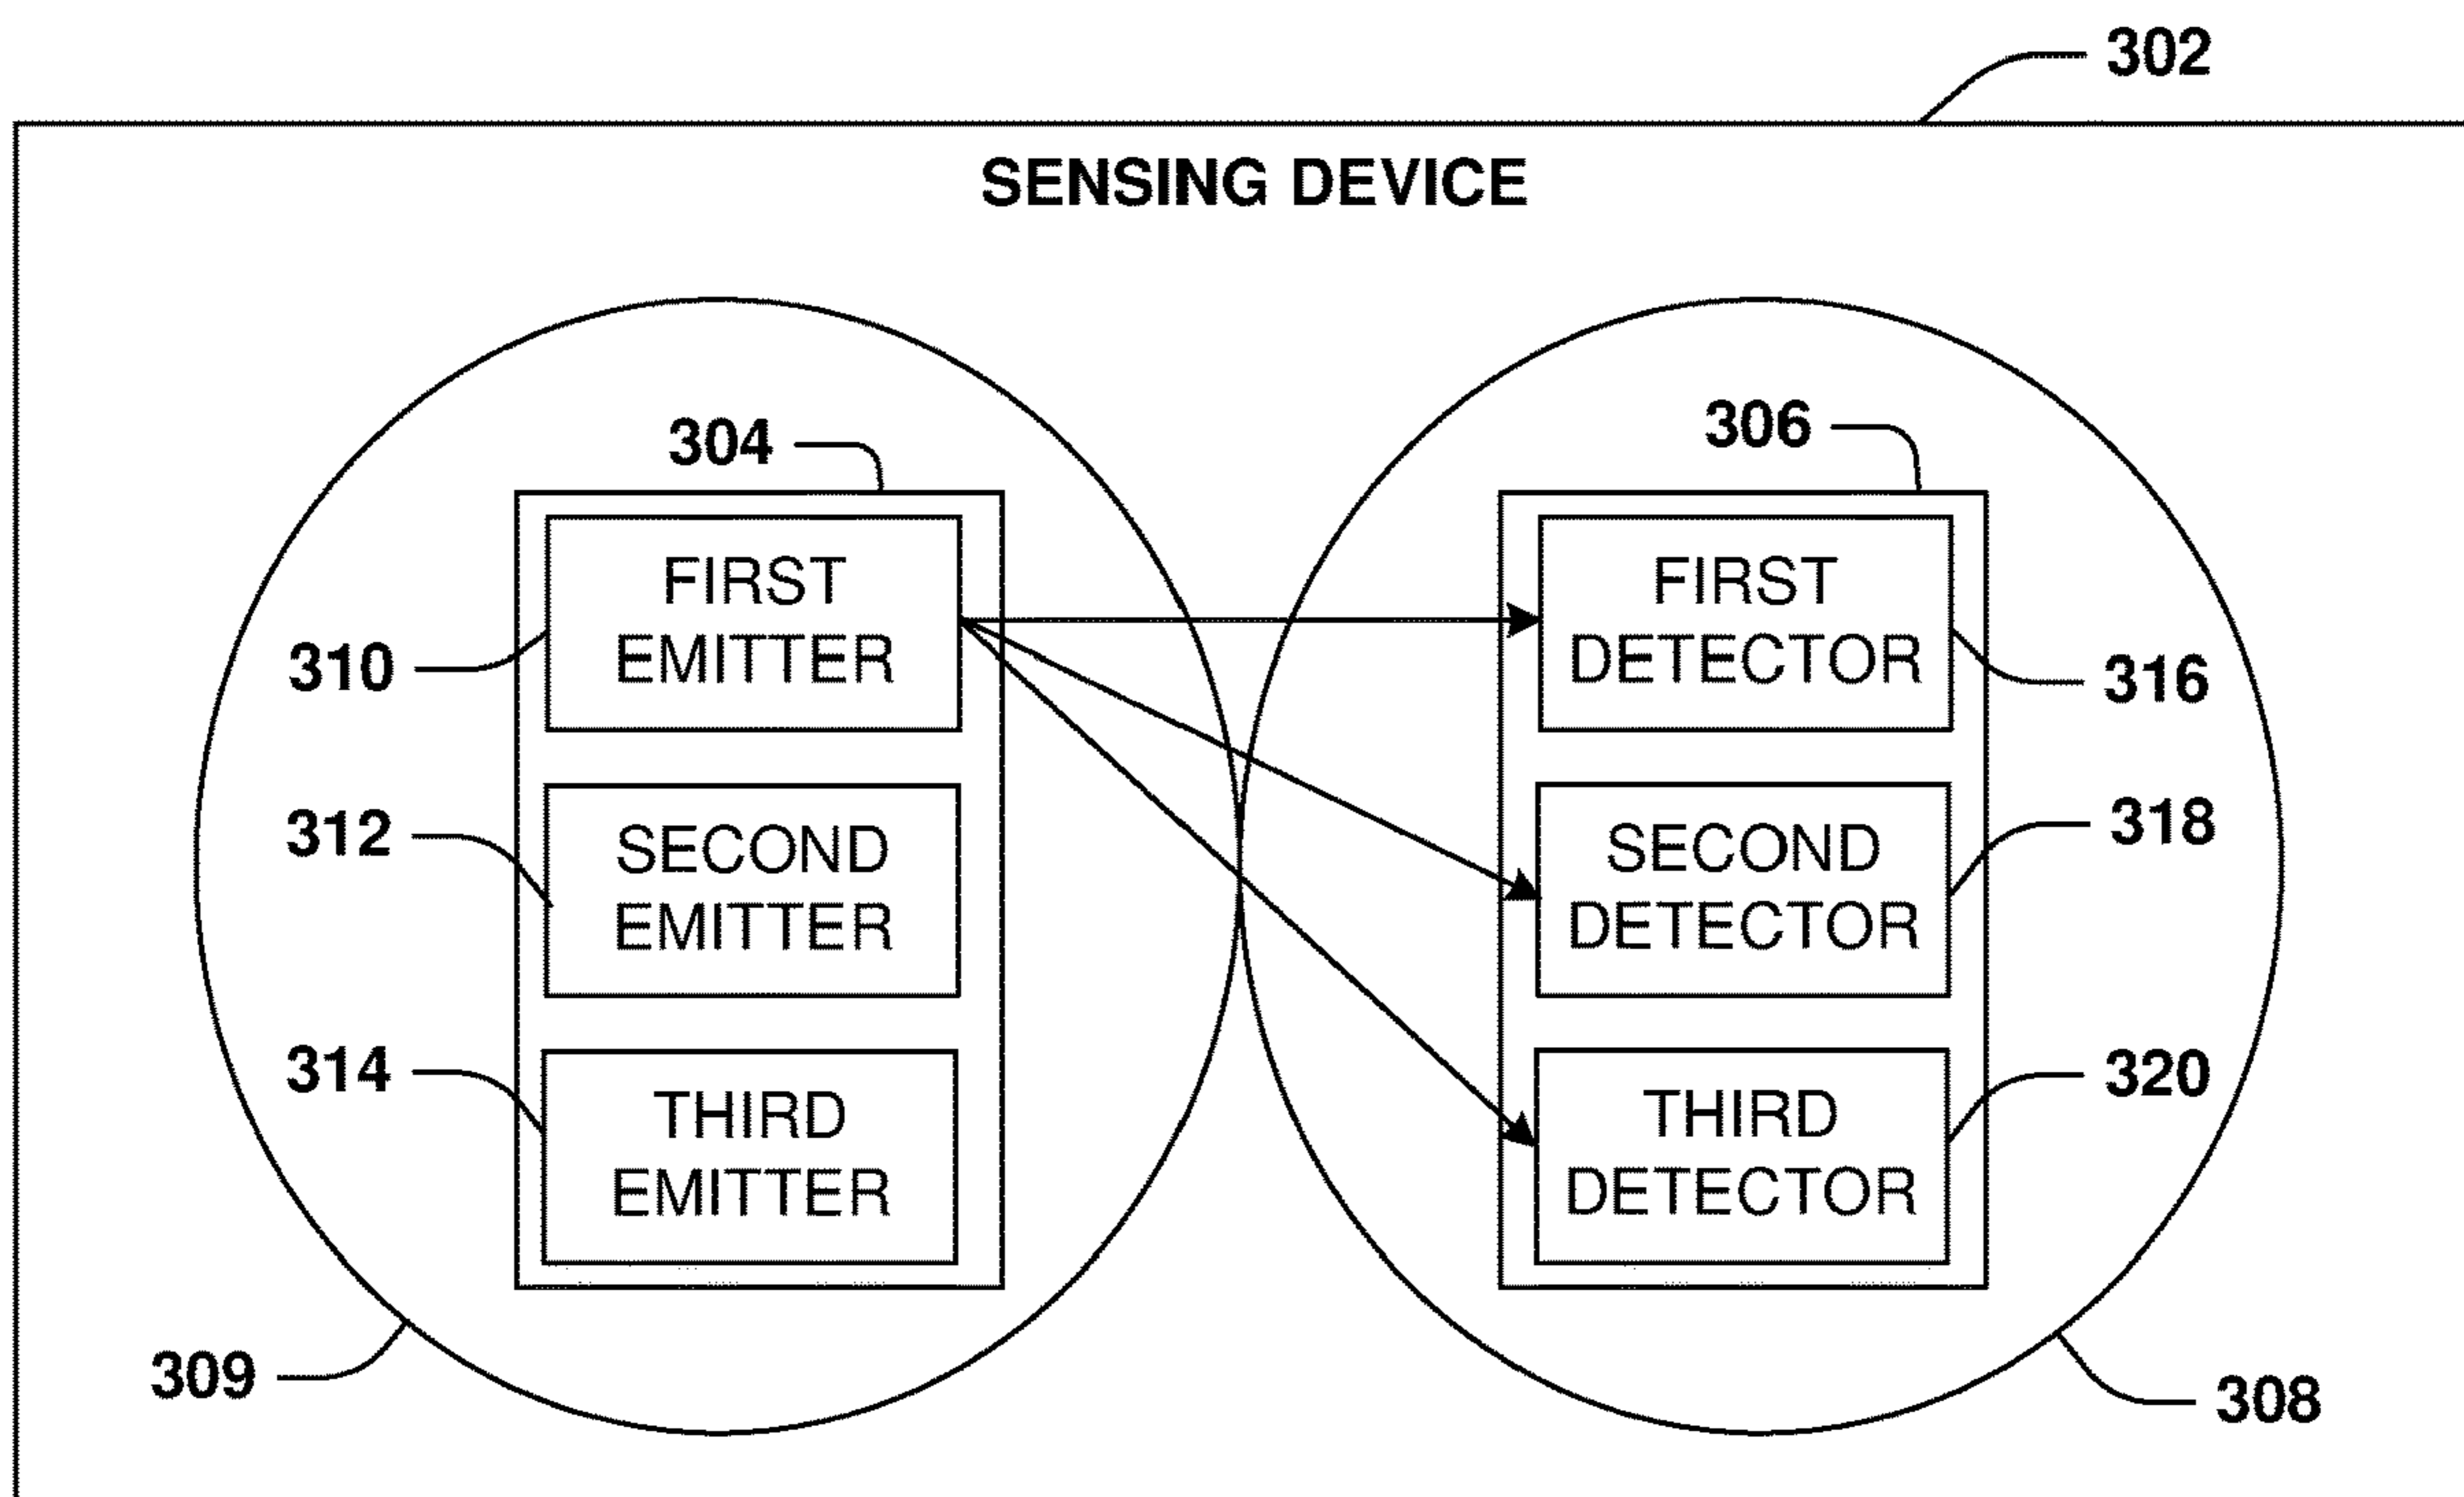 302
SENSING DEVICE
304
306
FIRST
EMITTER
FIRST
DETECTOR
310
316
SECOND
EMITTER
SECOND
DETECTOR
312
318
THIRD
EMITTER
THIRD
DETECTOR
314
320
309
308